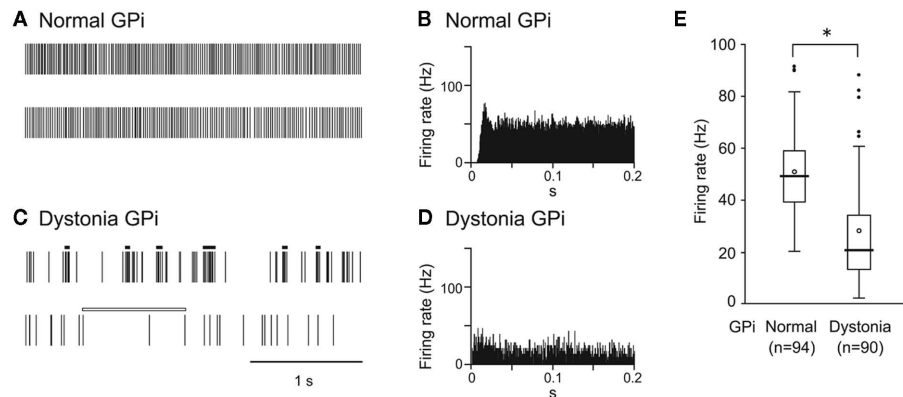 A Normal GPi
B Normal GPi
Firing rate (Hz)
100
0
0 0.1 0.2
s
C Dystonia GPi
1 s
D Dystonia GPi
Firing rate (Hz)
100
0
0 0.1 0.2
s
E
*
Firing rate (Hz)
100
80
60
40
20
0
GPi Normal Dystonia
(n=94) (n=90)